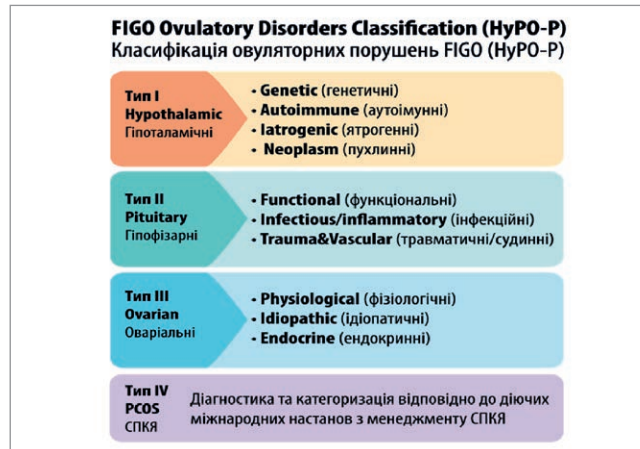 FIGO Ovulatory Disorders Classification (HyPO-P)
Класифікація овуляторних порушень FIGO (HyPO-P)
Тип I
Hypothalamic
Гіпоталамічні
• Genetic (генетичні)
• Autoimmune (аутоімунні)
• Iatrogenic (ятрогенні)
• Neoplasm (пухлинні)
Тип II
Pituitary
Гіпофізарні
• Functional (функціональні)
• Infectious/inflammatory (інфекційні)
• Trauma&Vascular (травматичні/судинні)
Тип III
Ovarian
Оваріальні
• Physiological (фізіологічні)
• Idiopathic (ідіопатичні)
• Endocrine (ендокринні)
Тип IV
PCOS
СПКЯ
Діагностика та категоризація відповідно до діючих
міжнародних настанов з менеджменту СПКЯ